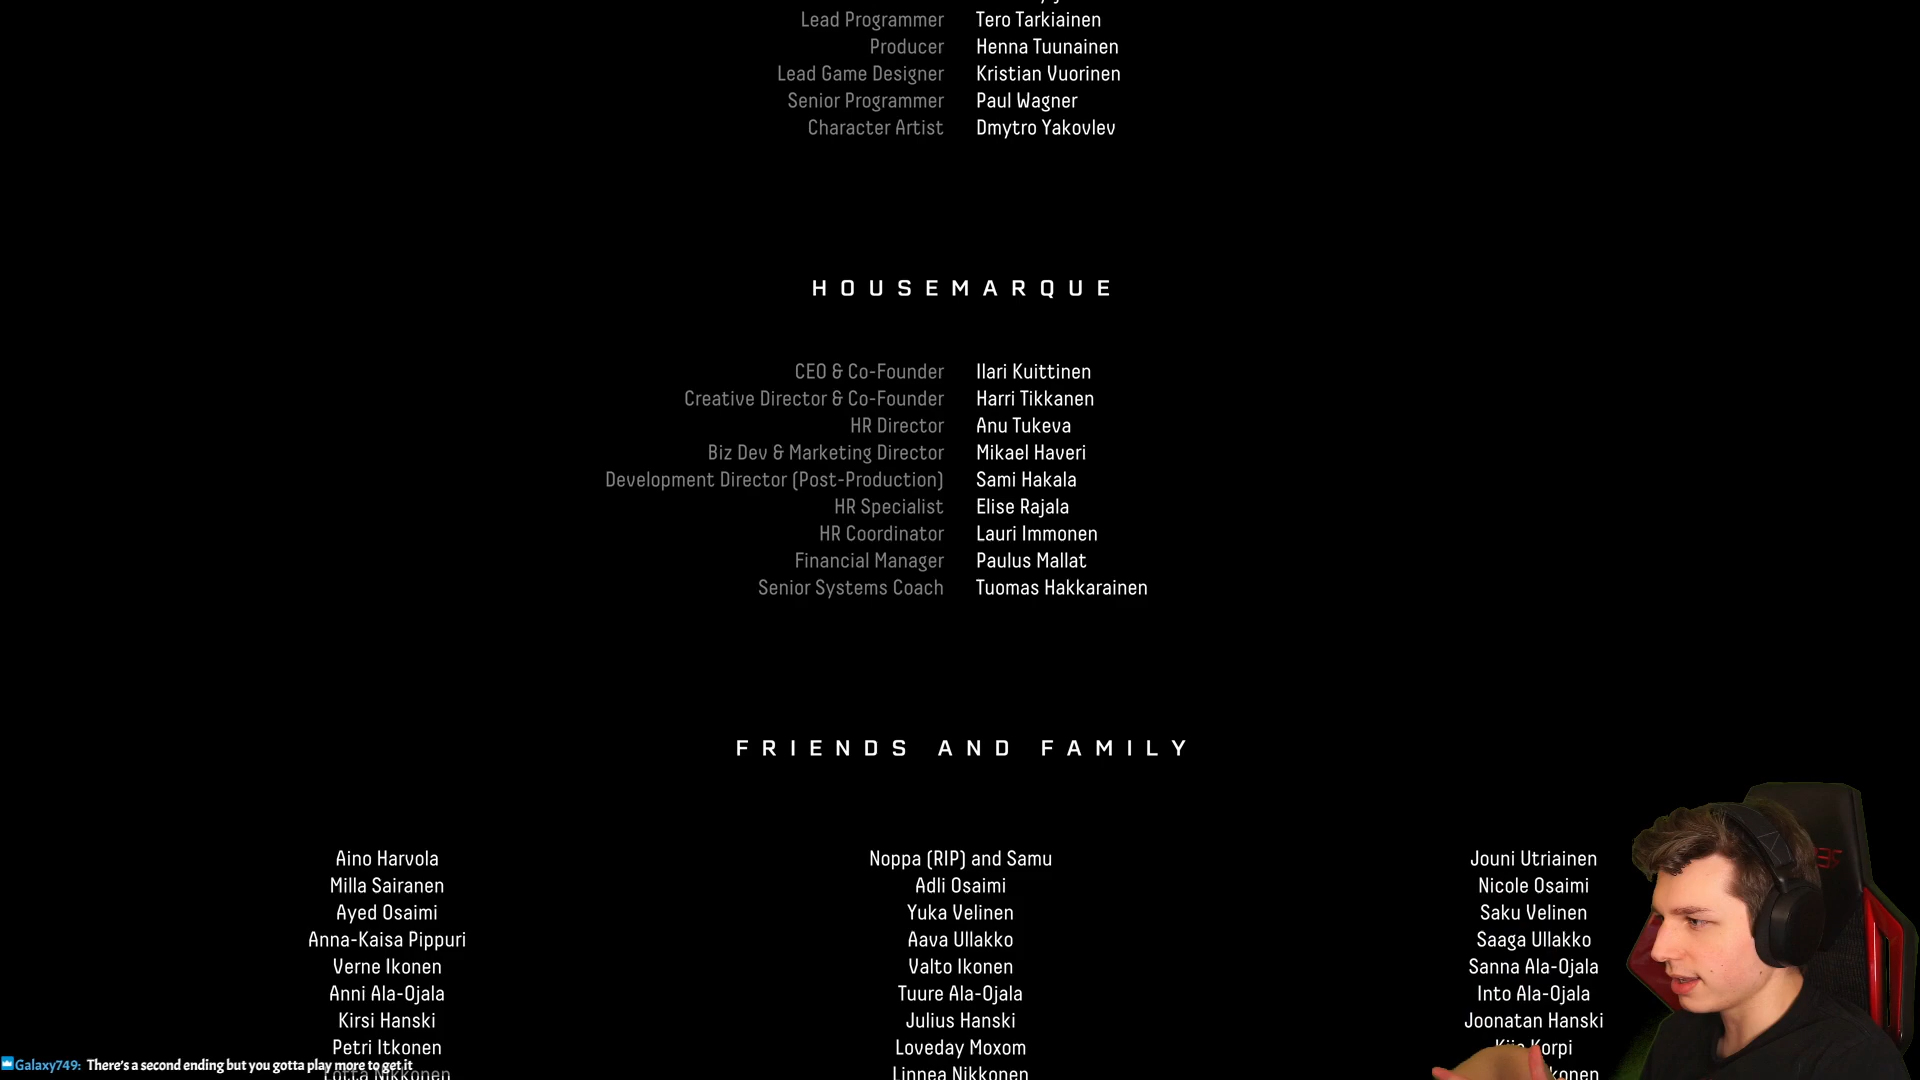 Lead Programmer Tero Tarkiainen
Producer Henna Tuunainen
Lead Game Designer Kristian Vuorinen
Senior Programmer Paul Wagner
Character Artist Dmytro Yakovlev
HOUSEMARQUE
CEO & Co-Founder Ilari Kuittinen
Creative Director & Co-Founder Harri Tikkanen
HR Director Anu Tukeva
Biz Dev & Marketing Director Mikael Haveri
Development Director (Post-Production) Sami Hakala
HR Specialist Elise Rajala
HR Coordinator Lauri Immonen
Financial Manager Paulus Mallat
Senior Systems Coach Tuomas Hakkarainen
FRIENDS AND FAMILY
Aino Harvola Noppa (RIP) and Samu Jouni Utriainen
Milla Sairanen Adli Osaimi Nicole Osaimi
Ayed Osaimi Yuka Velinen Saku Velinen
Anna-Kaisa Pippuri Aava Ullakko Saaga Ullakko
Verne Ikonen Valto Ikonen Sanna Ala-Ojala
Anni Ala-Ojala Tuure Ala-Ojala Into Ala-Ojala
Kirsi Hanski Julius Hanski Joonatan Hanski
Petri Itkonen Loveday Moxom Korpi
Galaxy749: There's a second ending but you gotta play more to get it
Linnea Nikkonen